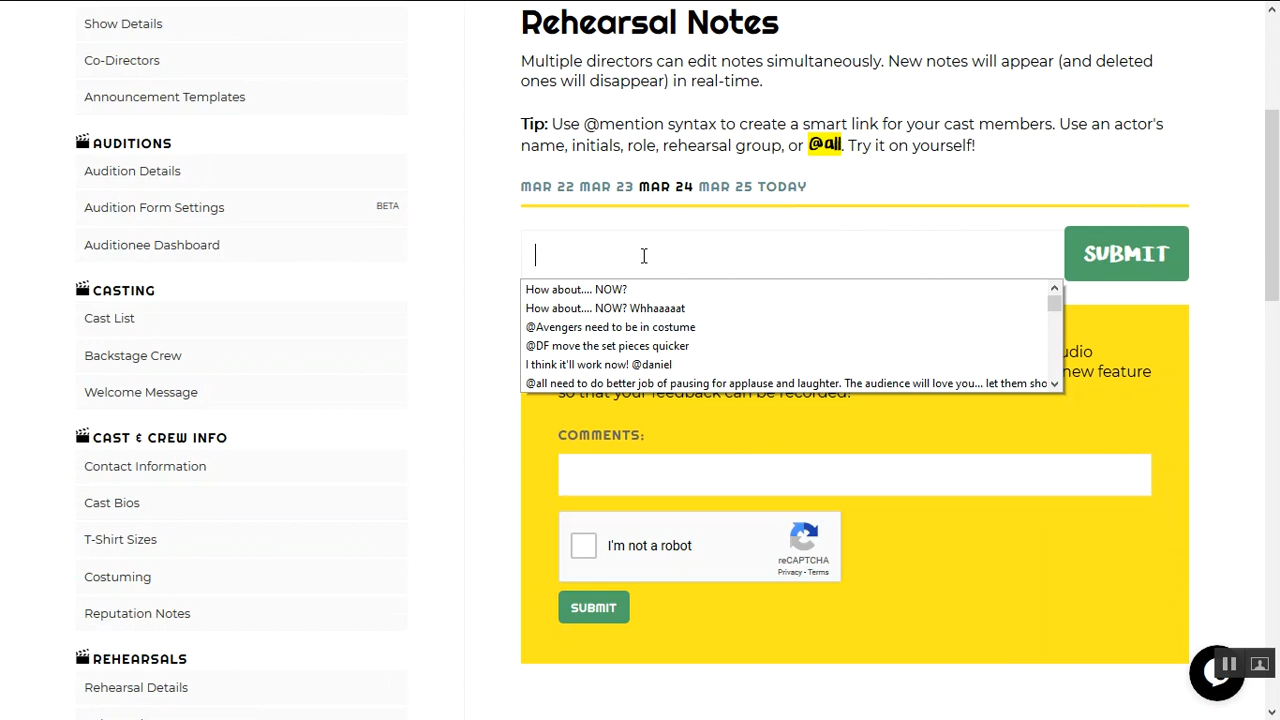 Show Details
Co-Directors
Announcement Templates
AUDITIONS
Audition Details
Audition Form Settings
BETA
Auditionee Dashboard
CASTING
Cast List
Backstage Crew
Welcome Message
CAST & CREW INFO
Contact Information
Cast Bios
T-Shirt Sizes
Costuming
Reputation Notes
REHEARSALS
Rehearsal Details
Rehearsal Notes
Multiple directors can edit notes simultaneously. New notes will appear (and deleted
ones will disappear) in real-time.
Tip: Use @mention syntax to create a smart link for your cast members. Use an actor's
name, initials, role, rehearsal group, or @all. Try it on yourself!
MAR 22 MAR 23 MAR 24 MAR 25 TODAY
SUBMIT
How about.... NOW?
How about.... NOW? Whhaaaaat
@Avengers need to be in costume
@DF move the set pieces quicker
I think it'll work now! @daniel
@all need to do better job of pausing for applause and laughter. The audience will love you... let them sho
udio
new feature
so that your feedback can be recorded!
COMMENTS:
I'm not a robot
reCAPTCHA
Privacy - Terms
SUBMIT